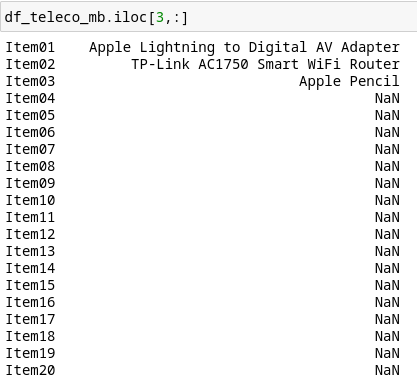 df_teleco_mb.iloc[3,:]
Item01 Apple Lightning to Digital AV Adapter
Item02 TP-Link AC1750 Smart WiFi Router
Item03 Apple Pencil
Item04 NaN
Item05 NaN
Item06 NaN
Item07 NaN
Item08 NaN
Item09 NaN
Item10 NaN
Item11 NaN
Item12 NaN
Item13 NaN
Item14 NaN
Item15 NaN
Item16 NaN
Item17 NaN
Item18 NaN
Item19 NaN
Item20 NaN